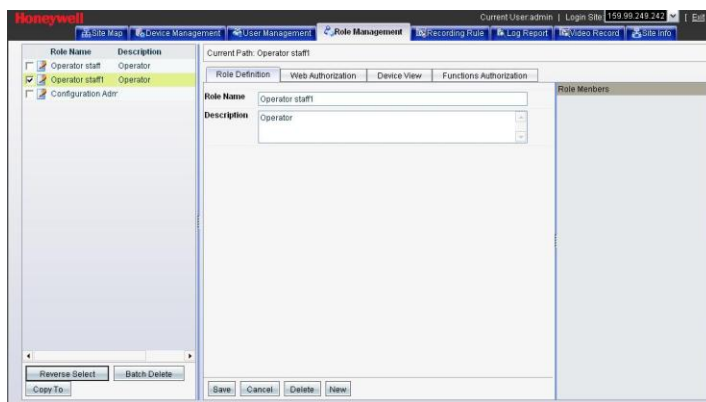 Honeywell
Current User:admin | Login Site 159.99.249.242 | Exit
Site Map Device Management User Management Role Management Recording Rule Log Report Video Record Site Info
Role Name Description
Operator staff Operator
Operator staff1 Operator
Configuration Adm
Current Path: Operator staff1
Role Definition Web Authorization Device View Functions Authorization
Role Name Operator staff1
Description Operator
Role Menbers
Reverse Select Batch Delete
Copy To
Save Cancel Delete New